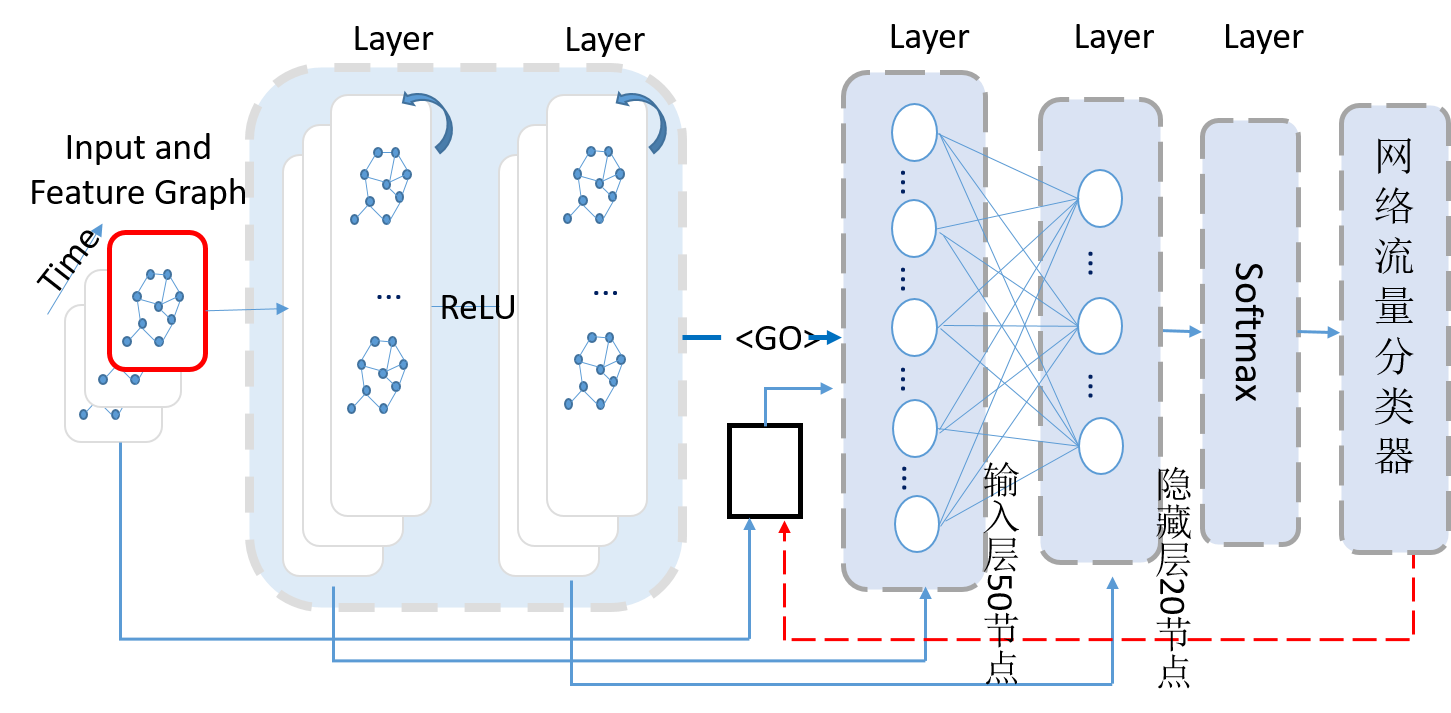 Layer
Layer
Layer
Layer
Layer
Input and
Feature Graph
Time
...
...
ReLU
<GO>
...
...
...
...
...
...
输入层50节点
隐藏层20节点
Softmax
网络流量分类器